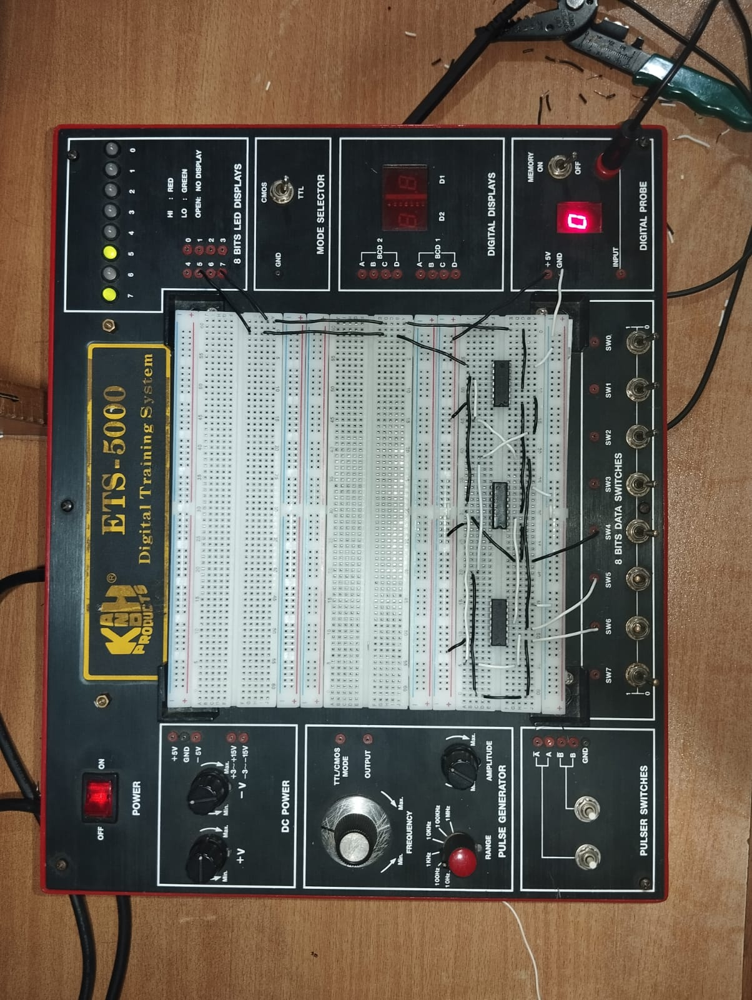 0
1
2
3
4
5
6
7
HI : RED
LO : GREEN
OPEN: NO DISPLAY
4 0
5 1
6 2
7 3
8 BITS LED DISPLAYS
CMOS
TTL
GND
MODE SELECTOR
D2 D1
A
B
C
D
BCD 2
A
B
C
D
BCD 1
DIGITAL DISPLAYS
MEMORY
ON
OFF
0
+5V
GND
INPUT
DIGITAL PROBE
KANDH
PRODUCTS
®
ETS-5000
Digital Training System
SW7 SW6 SW5 SW4 SW3 SW2 SW1 SW0
8 BITS DATA SWITCHES
1
0
1
0
POWER
OFF ON
+5V
GND
-5V
+3~+15V
-3~-15V
Min. Max.
+V
Min. Max.
-V
DC POWER
TTL/CMOS
MODE
OUTPUT
Min. Max.
FREQUENCY
10Hz
100Hz
1KHz
10KHz
100KHz
1MHz
RANGE
Max.
AMPLITUDE
PULSE GENERATOR
A
A
B
B
GND
PULSER SWITCHES